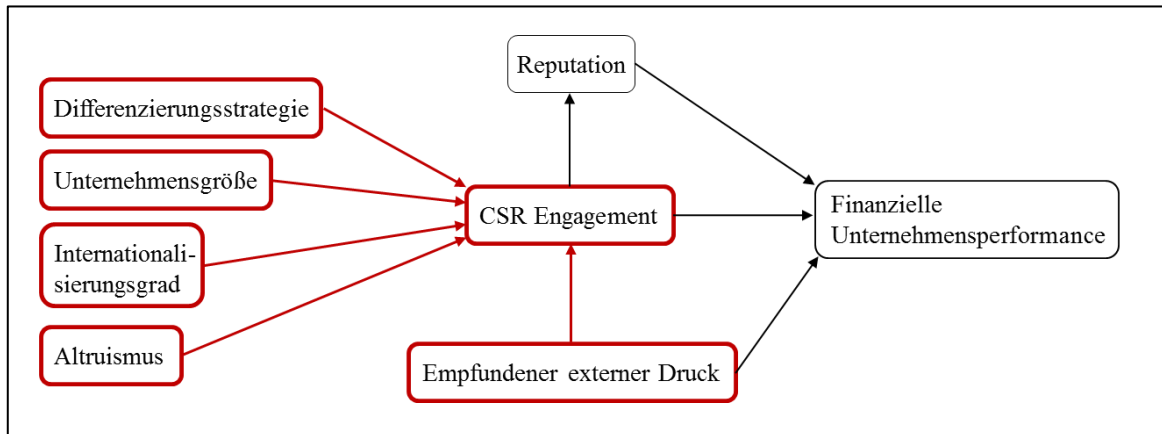 Reputation
Differenzierungsstrategie
Unternehmensgröße
CSR Engagement
Finanzielle
Unternehmensperformance
Internationali-
sierungsgrad
Altruismus
Empfundener externer Druck